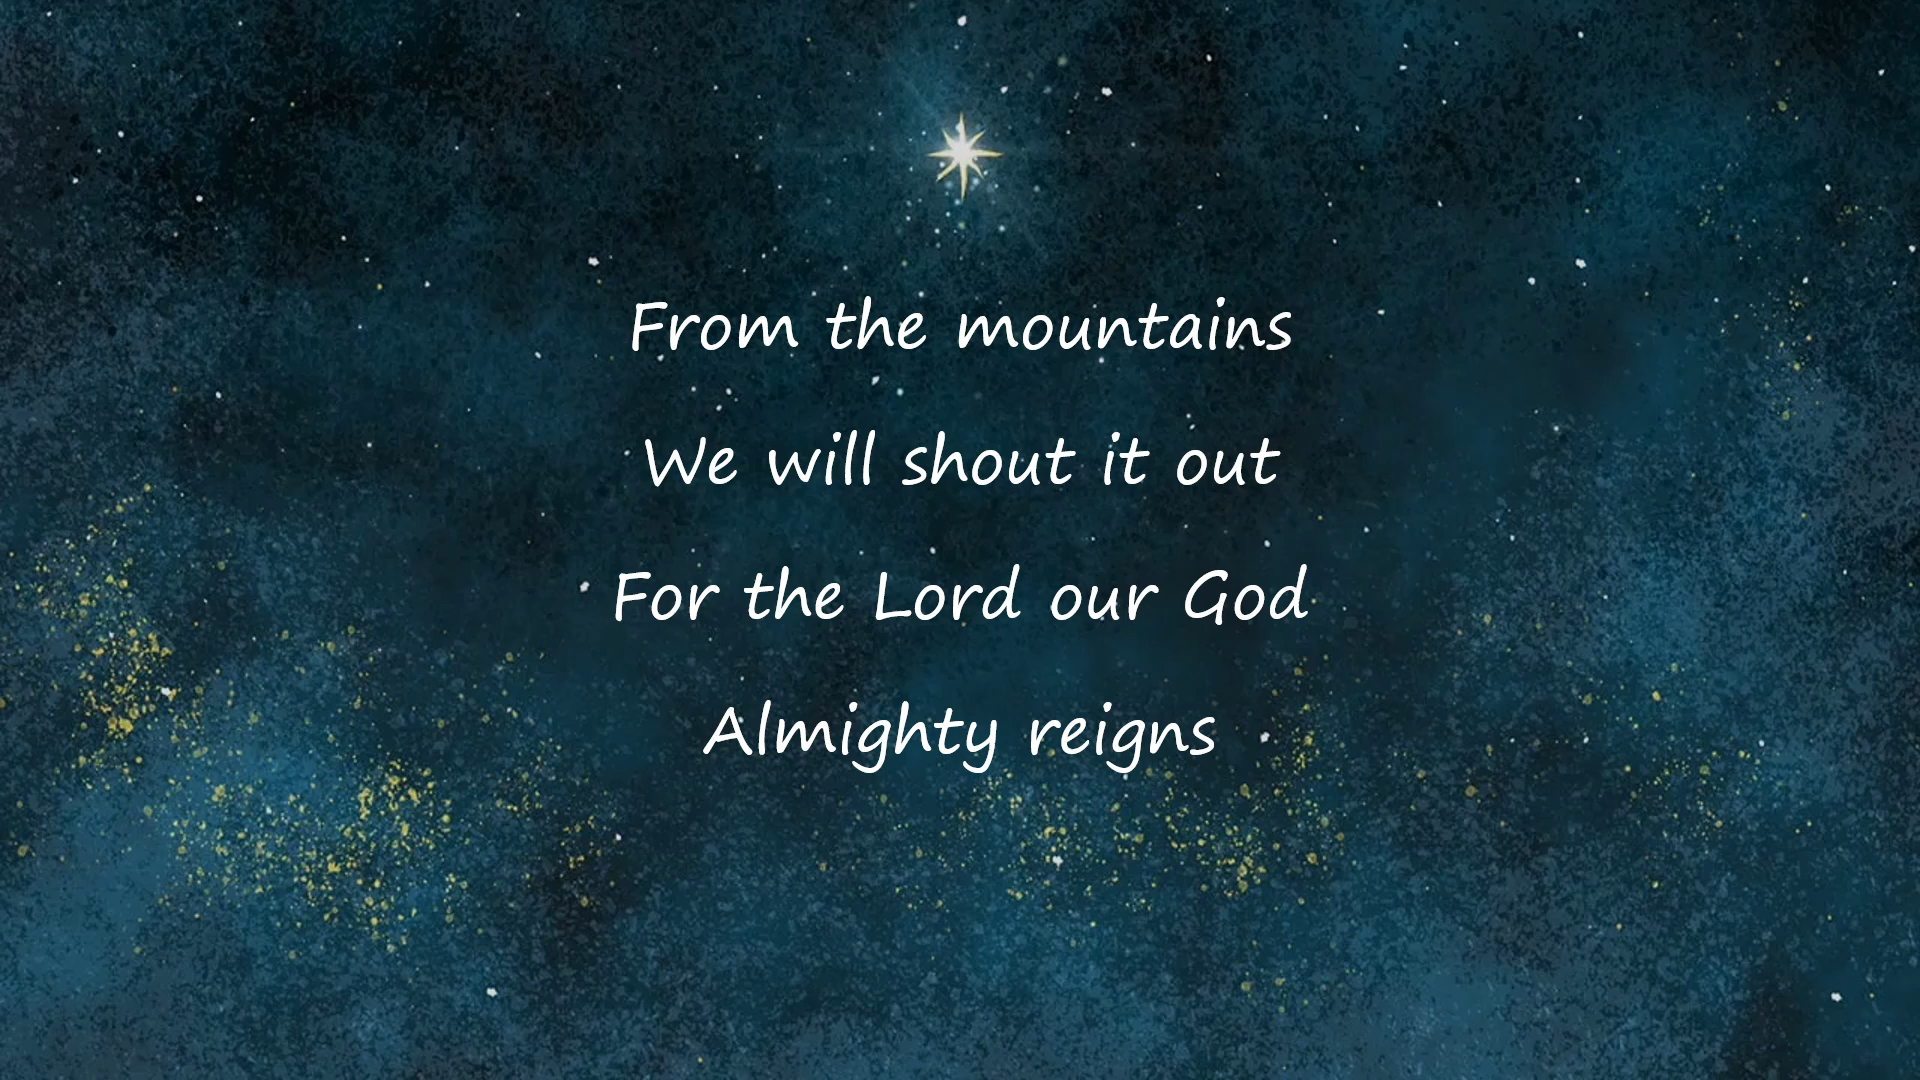 From the mountains
We will shout it out
For the Lord our God
Almighty reigns